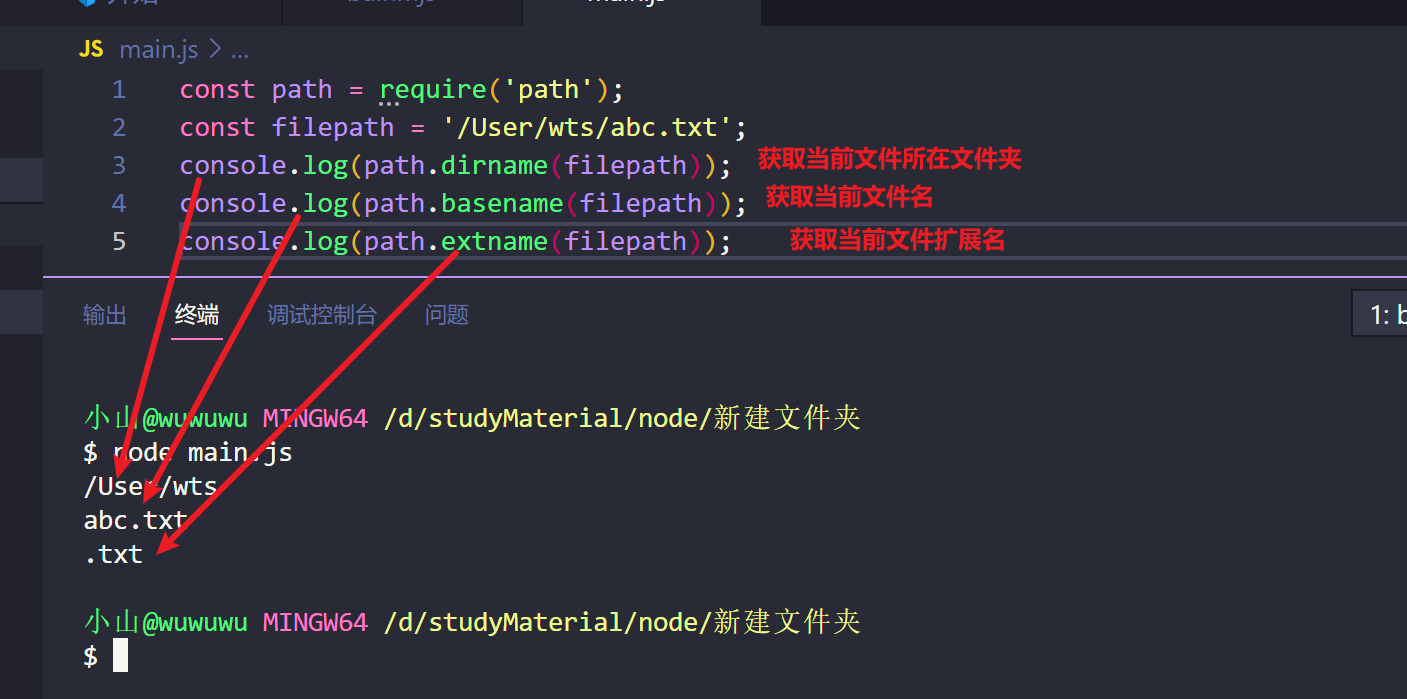 JS main.js > ...
1 const path = require('path');
2 const filepath = '/User/wts/abc.txt';
3 console.log(path.dirname(filepath)); 获取当前文件所在文件夹
4 console.log(path.basename(filepath)); 获取当前文件名
5 console.log(path.extname(filepath)); 获取当前文件扩展名
输出 终端 调试控制台 问题
1: b
小山@wuwuwu MINGW64 /d/studyMaterial/node/新建文件夹
$ node main.js
/User/wts
abc.txt
.txt
小山@wuwuwu MINGW64 /d/studyMaterial/node/新建文件夹
$